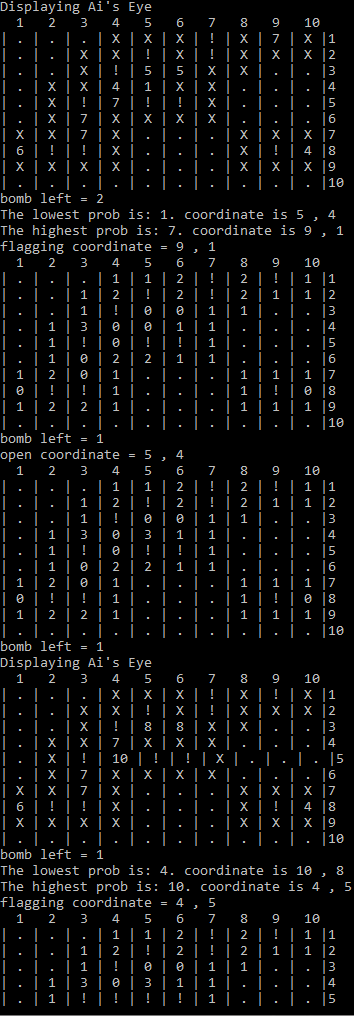 Displaying Ai's Eye
1 2 3 4 5 6 7 8 9 10
| . | . | . | X | X | X | ! | X | 7 | X |1
| . | . | X | X | ! | X | ! | X | X | X |2
| . | . | X | ! | 5 | 5 | X | X | . | . |3
| . | X | X | 4 | 1 | X | X | . | . | . |4
| . | X | ! | 7 | ! | ! | X | . | . | . |5
| . | X | 7 | X | X | X | X | . | . | . |6
| X | X | 7 | X | . | . | . | X | X | X |7
| 6 | ! | ! | X | . | . | . | X | ! | 4 |8
| X | X | X | X | . | . | . | X | X | X |9
| . | . | . | . | . | . | . | . | . | . |10
bomb left = 2
The lowest prob is: 1. coordinate is 5 , 4
The highest prob is: 7. coordinate is 9 , 1
flagging coordinate = 9 , 1
1 2 3 4 5 6 7 8 9 10
| . | . | . | 1 | 1 | 2 | ! | 2 | ! | 1 |1
| . | . | 1 | 2 | ! | 2 | ! | 2 | 1 | 1 |2
| . | . | 1 | ! | 0 | 0 | 1 | 1 | . | . |3
| . | 1 | 3 | 0 | 0 | 1 | 1 | . | . | . |4
| . | 1 | ! | 0 | ! | ! | 1 | . | . | . |5
| . | 1 | 0 | 2 | 2 | 1 | 1 | . | . | . |6
| 1 | 2 | 0 | 1 | . | . | . | 1 | 1 | 1 |7
| 0 | ! | ! | 1 | . | . | . | 1 | ! | 0 |8
| 1 | 2 | 2 | 1 | . | . | . | 1 | 1 | 1 |9
| . | . | . | . | . | . | . | . | . | . |10
bomb left = 1
open coordinate = 5 , 4
1 2 3 4 5 6 7 8 9 10
| . | . | . | 1 | 1 | 2 | ! | 2 | ! | 1 |1
| . | . | 1 | 2 | ! | 2 | ! | 2 | 1 | 1 |2
| . | . | 1 | ! | 0 | 0 | 1 | 1 | . | . |3
| . | 1 | 3 | 0 | 3 | 1 | 1 | . | . | . |4
| . | 1 | ! | 0 | ! | ! | 1 | . | . | . |5
| . | 1 | 0 | 2 | 2 | 1 | 1 | . | . | . |6
| 1 | 2 | 0 | 1 | . | . | . | 1 | 1 | 1 |7
| 0 | ! | ! | 1 | . | . | . | 1 | ! | 0 |8
| 1 | 2 | 2 | 1 | . | . | . | 1 | 1 | 1 |9
| . | . | . | . | . | . | . | . | . | . |10
bomb left = 1
Displaying Ai's Eye
1 2 3 4 5 6 7 8 9 10
| . | . | . | X | X | X | ! | X | ! | X |1
| . | . | X | X | ! | X | ! | X | X | X |2
| . | . | X | ! | 8 | 8 | X | X | . | . |3
| . | X | X | 7 | X | X | X | . | . | . |4
| . | X | ! | 10 | ! | ! | X | . | . | . |5
| . | X | 7 | X | X | X | X | . | . | . |6
| X | X | 7 | X | . | . | . | X | X | X |7
| 6 | ! | ! | X | . | . | . | X | ! | 4 |8
| X | X | X | X | . | . | . | X | X | X |9
| . | . | . | . | . | . | . | . | . | . |10
bomb left = 1
The lowest prob is: 4. coordinate is 10 , 8
The highest prob is: 10. coordinate is 4 , 5
flagging coordinate = 4 , 5
1 2 3 4 5 6 7 8 9 10
| . | . | . | 1 | 1 | 2 | ! | 2 | ! | 1 |1
| . | . | 1 | 2 | ! | 2 | ! | 2 | 1 | 1 |2
| . | . | 1 | ! | 0 | 0 | 1 | 1 | . | . |3
| . | 1 | 3 | 0 | 3 | 1 | 1 | . | . | . |4
| . | 1 | ! | ! | ! | ! | 1 | . | . | . |5